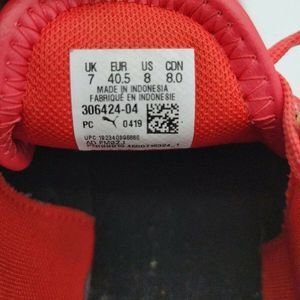 UK EUR US CDN
7 40.5 8 8.0
MADE IN INDONESIA
FABRIQUÉ EN INDONÉSIE
306424-04
PC 0419